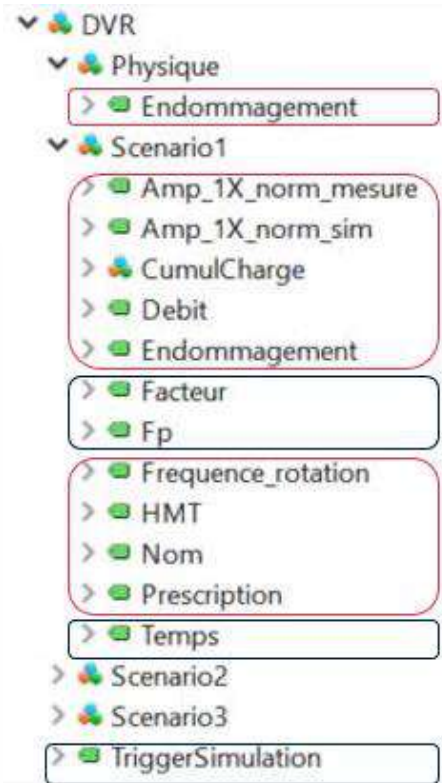 DVR
Physique
Endommagement
Scenario1
Amp_1X_norm_mesure
Amp_1X_norm_sim
CumulCharge
Debit
Endommagement
Facteur
Fp
Frequence_rotation
HMT
Nom
Prescription
Temps
Scenario2
Scenario3
TriggerSimulation